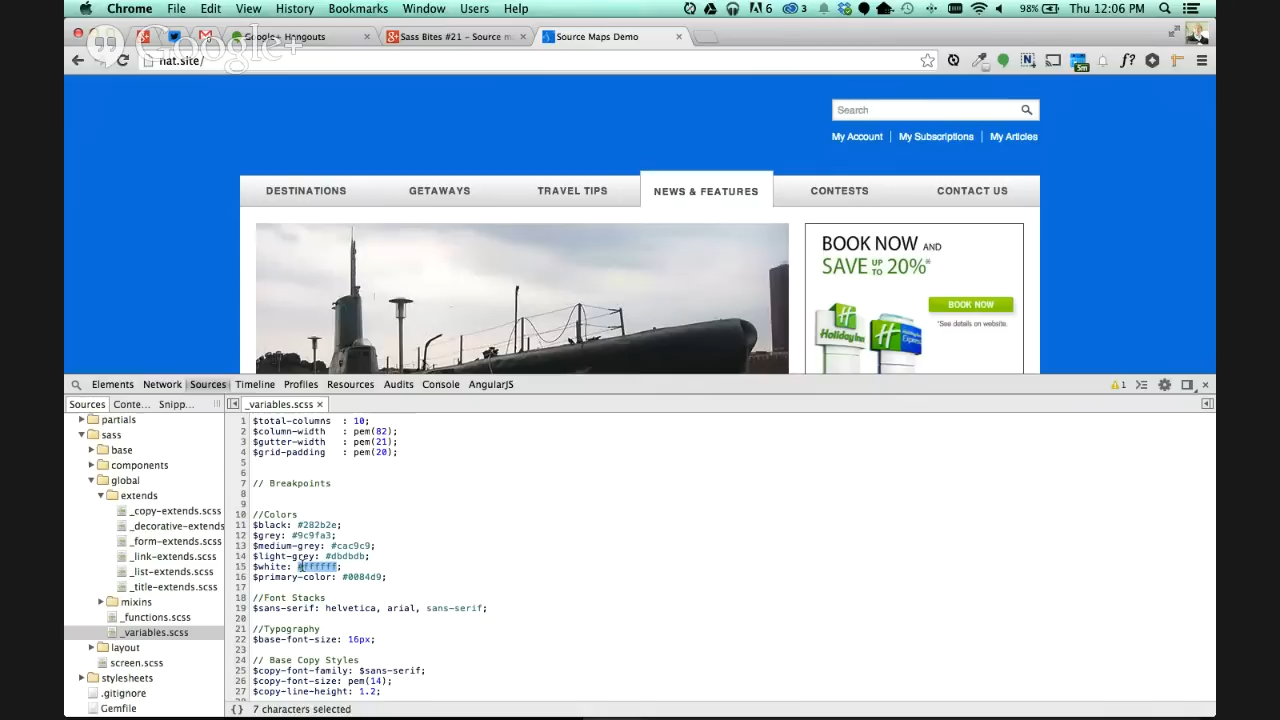 Chrome File Edit View History Bookmarks Window Users Help 6 3 98% Thu 12:06 PM
Google+
Google+ Hangouts × Sass Bites #21 – Source m × Source Maps Demo ×
nat.site/ f? 5m
Search
My Account | My Subscriptions | My Articles
DESTINATIONS GETAWAYS TRAVEL TIPS NEWS & FEATURES CONTESTS CONTACT US
BOOK NOW AND
SAVE UP TO 20%*
BOOK NOW
*See details on website.
H Holiday Inn H Express
Elements Network Sources Timeline Profiles Resources Audits Console AngularJS 1
Sources Conte… Snipp… _variables.scss ×
partials
sass
base
components
global
extends
_copy-extends.scss
_decorative-extends
_form-extends.scss
_link-extends.scss
_list-extends.scss
_title-extends.scss
mixins
_functions.scss
_variables.scss
layout
screen.scss
stylesheets
.gitignore
Gemfile
1 $total-columns : 10;
2 $column-width : pem(82);
3 $gutter-width : pem(21);
4 $grid-padding : pem(20);
5
6
7 // Breakpoints
8
9
10 //Colors
11 $black: #282b2e;
12 $grey: #9c9fa3;
13 $medium-grey: #cac9c9;
14 $light-grey: #dbdbdb;
15 $white: #ffffff;
16 $primary-color: #0084d9;
17
18 //Font Stacks
19 $sans-serif: helvetica, arial, sans-serif;
20
21 //Typography
22 $base-font-size: 16px;
23
24 // Base Copy Styles
25 $copy-font-family: $sans-serif;
26 $copy-font-size: pem(14);
27 $copy-line-height: 1.2;
{} 7 characters selected